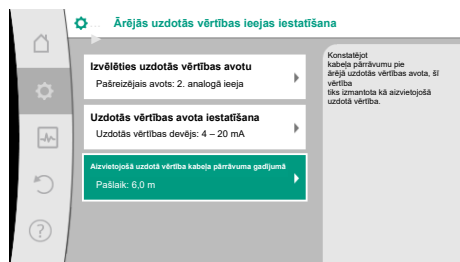 Ārējās uzdotās vērtības ieejas iestatīšana
Izvēlēties uzdotās vērtības avotu
Pašreizējais avots: 2. analogā ieeja
Uzdotās vērtības avota iestatīšana
Uzdotās vērtības devējs: 4 – 20 mA
Aizvietojošā uzdotā vērtība kabeļa pārrāvuma gadījumā
Pašlaik: 6,0 m
Konstatējot
kabeļa pārrāvumu pie
ārējā uzdotās vērtības avota, šī
vērtība
tiks izmantota kā aizvietojošā
uzdotā vērtība.